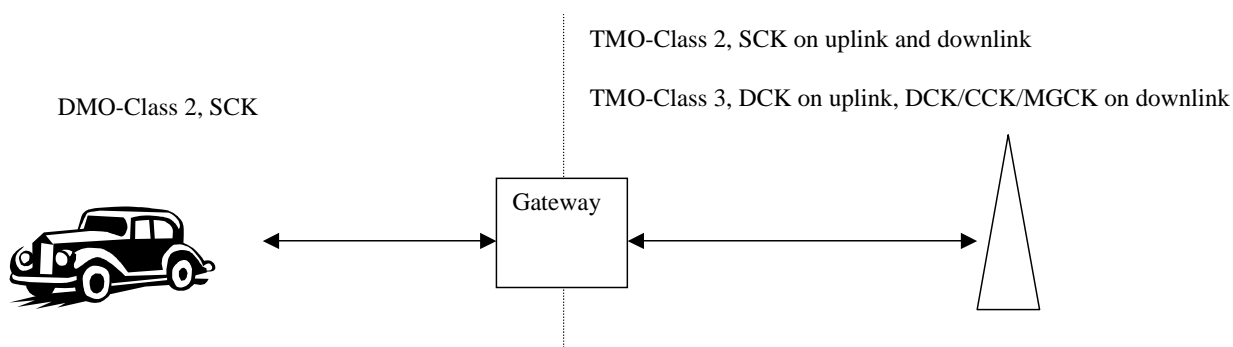 TMO-Class 2, SCK on uplink and downlink
DMO-Class 2, SCK
TMO-Class 3, DCK on uplink, DCK/CCK/MGCK on downlink
Gateway